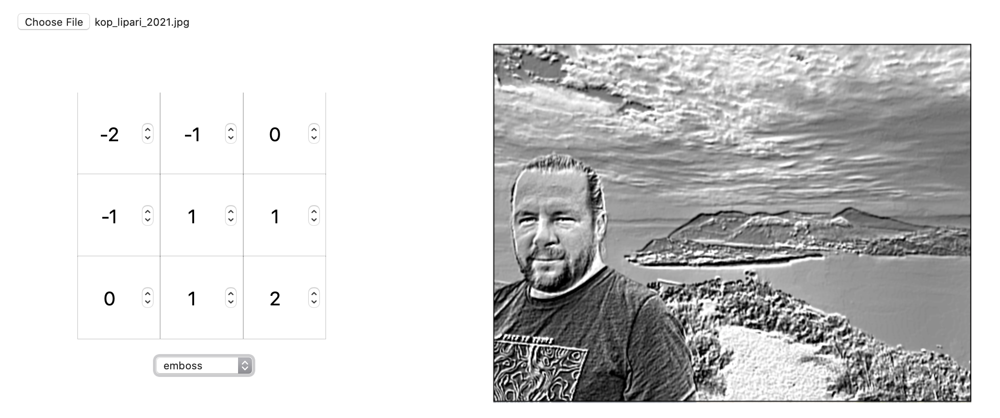 Choose File kop_lipari_2021.jpg
-2 -1 0
-1 1 1
0 1 2
emboss